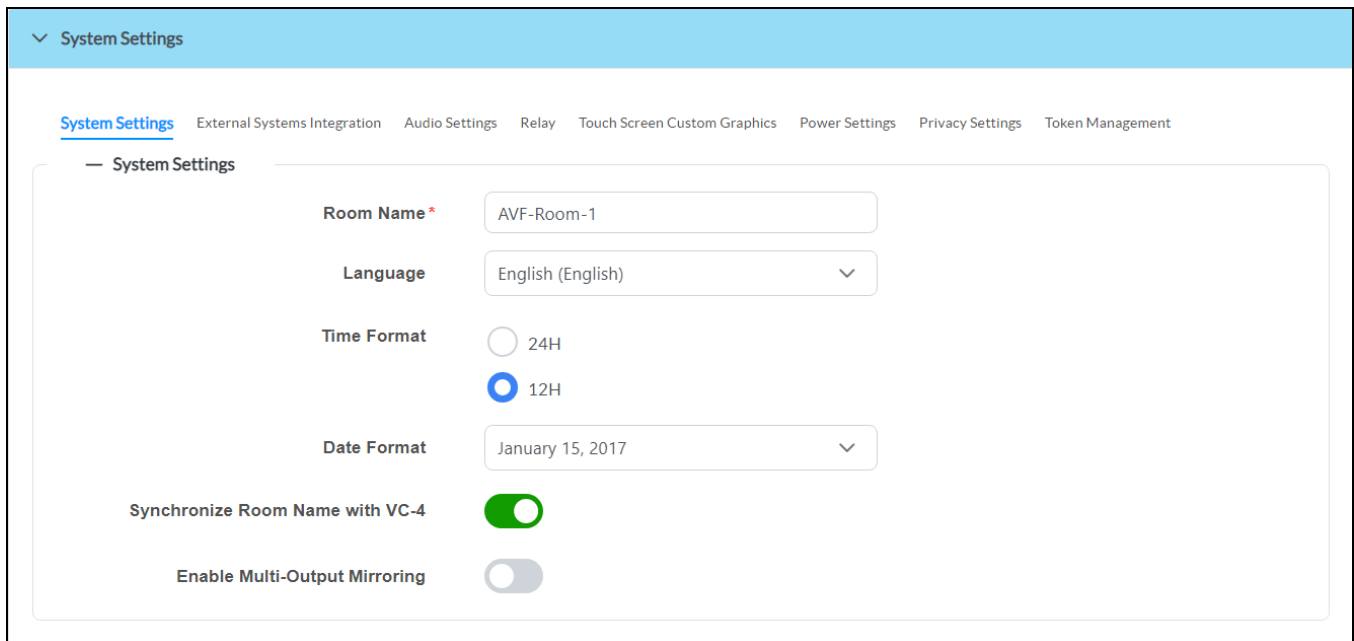 System Settings
System Settings External Systems Integration Audio Settings Relay Touch Screen Custom Graphics Power Settings Privacy Settings Token Management
System Settings
Room Name* AVF-Room-1
Language English (English)
Time Format 24H
12H
Date Format January 15, 2017
Synchronize Room Name with VC-4
Enable Multi-Output Mirroring